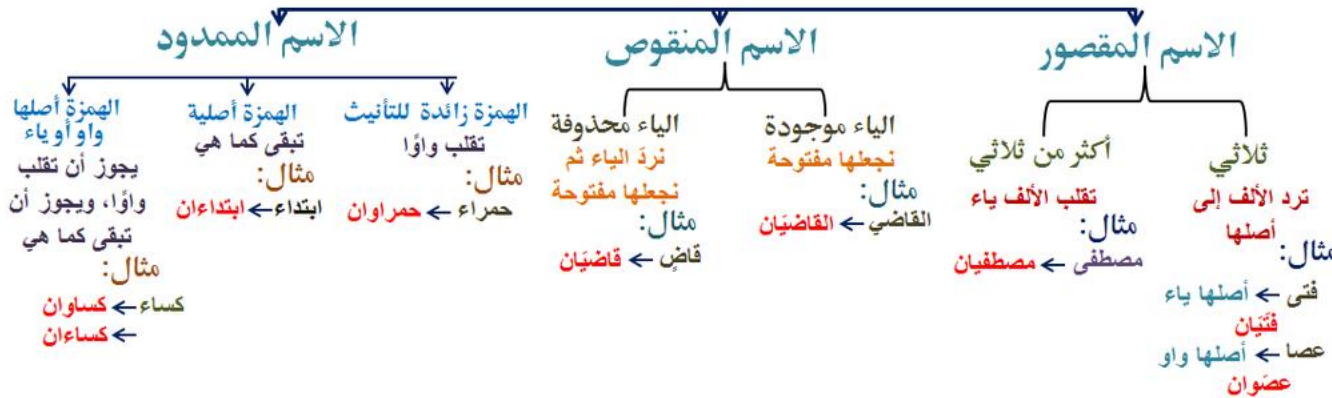 الاسم المقصور
ثلاثي
ترد الألف إلى
أصلها
مثال:
فتى ← أصلها ياء
فتَيَان
عصا ← أصلها واو
عصَوان
أكثر من ثلاثي
تقلب الألف ياء
مثال:
مصطفى ← مصطفيان
الاسم المنقوص
الياء موجودة
نجعلها مفتوحة
مثال:
القاضي ← القاضيَان
الياء محذوفة
نردّ الياء ثم
نجعلها مفتوحة
مثال:
قاضٍ ← قاضيَان
الاسم الممدود
الهمزة زائدة للتأنيث
تقلب واوًا
مثال:
حمراء ← حمراوان
الهمزة أصلية
تبقى كما هي
مثال:
ابتداء ← ابتداءان
الهمزة أصلها
واو أو ياء
يجوز أن تقلب
واوًا، ويجوز أن
تبقى كما هي
مثال:
كساء ← كساوان
← كساءان